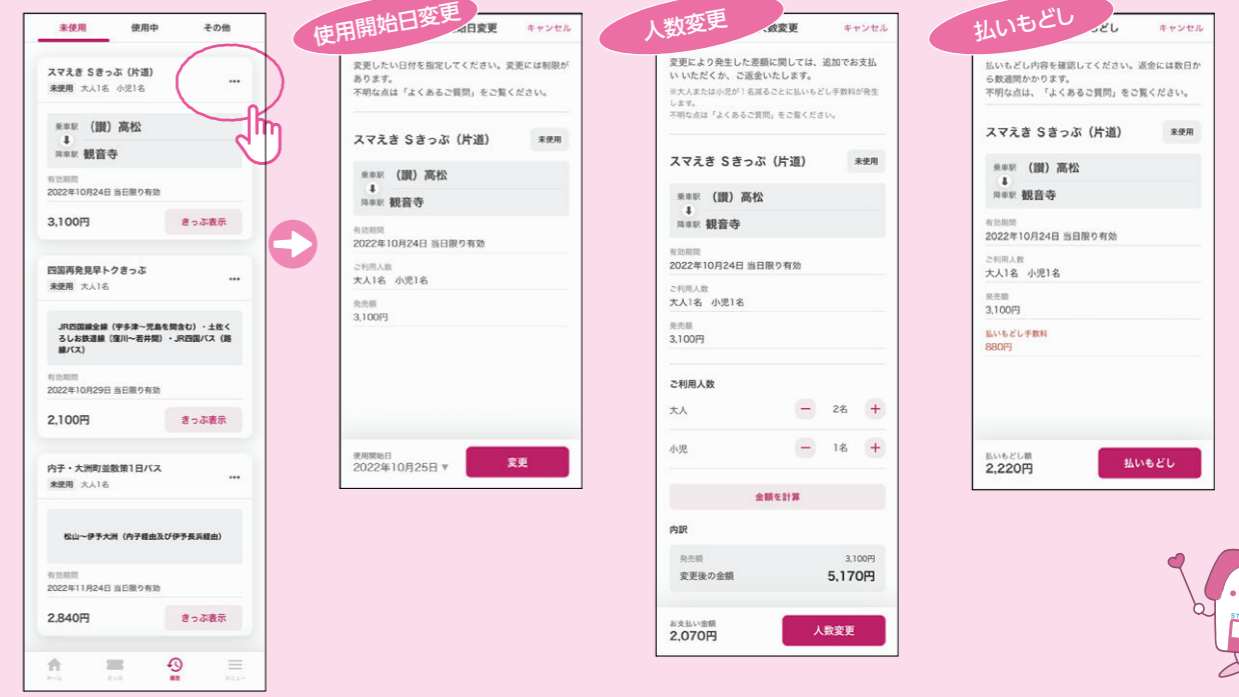 未使用 使用中 その他
スマえき Sきっぷ（片道）
未使用 大人1名 小児1名
乗車駅 （讃）高松
降車駅 観音寺
有効期間
2022年10月24日 当日限り有効
3,100円 きっぷ表示
四国再発見早トクきっぷ
未使用 大人1名
JR四国線全線（宇多津～児島を間含む）・土佐く
ろしお鉄道線（窪川～若井間）・JR四国バス（路
線バス）
有効期間
2022年10月29日 当日限り有効
2,100円 きっぷ表示
内子・大洲町並散策1日パス
未使用 大人1名
松山～伊予大洲（内子経由及び伊予長浜経由）
有効期間
2022年11月24日 当日限り有効
2,840円 きっぷ表示
ホーム きっぷ 履歴 メニュー
使用開始日変更
始日変更 キャンセル
変更したい日付を指定してください。変更には制限が
あります。
不明な点は「よくあるご質問」をご覧ください。
スマえき Sきっぷ（片道） 未使用
乗車駅 （讃）高松
降車駅 観音寺
有効期間
2022年10月24日 当日限り有効
ご利用人数
大人1名 小児1名
発売額
3,100円
使用開始日
2022年10月25日 ▼ 変更
人数変更
人数変更 キャンセル
変更により発生した差額に関しては、追加でお支払
い いただくか、ご返金いたします。
※大人または小児が１名減るごとに払いもどし手数料が発生
します。
不明な点は「よくあるご質問」をご覧ください。
スマえき Sきっぷ（片道） 未使用
乗車駅 （讃）高松
降車駅 観音寺
有効期間
2022年10月24日 当日限り有効
ご利用人数
大人1名 小児1名
発売額
3,100円
ご利用人数
大人 － 2名 ＋
小児 － 1名 ＋
金額を計算
内訳
発売額 3,100円
変更後の金額 5,170円
お支払い金額
2,070円 人数変更
払いもどし
どし キャンセル
払いもどし内容を確認してください。返金には数日か
ら数週間かかります。
不明な点は、「よくあるご質問」をご覧ください。
スマえき Sきっぷ（片道） 未使用
乗車駅 （讃）高松
降車駅 観音寺
有効期間
2022年10月24日 当日限り有効
ご利用人数
大人1名 小児1名
発売額
3,100円
払いもどし手数料
880円
払いもどし額
2,220円 払いもどし
ST